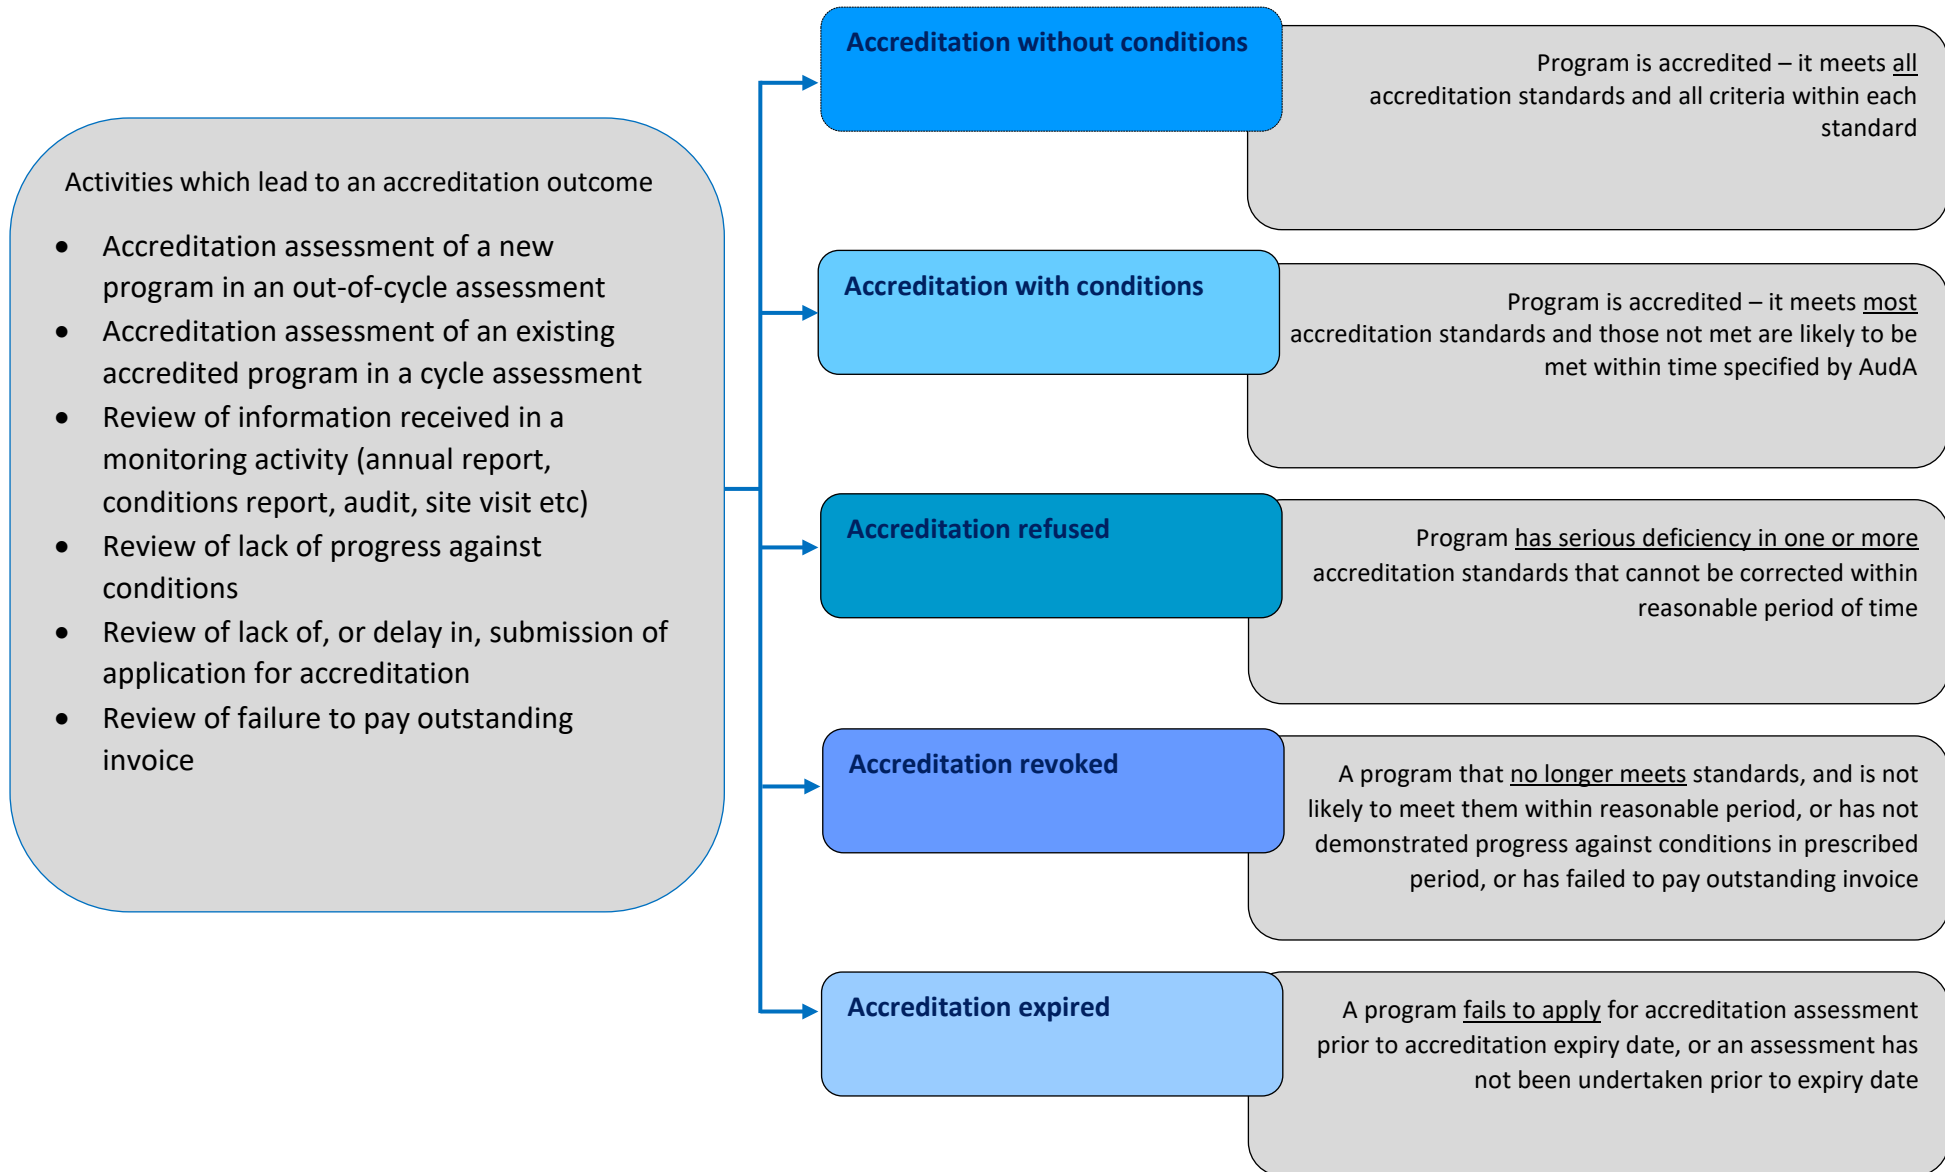 Activities which lead to an accreditation outcome
• Accreditation assessment of a new
program in an out-of-cycle assessment
• Accreditation assessment of an existing
accredited program in a cycle assessment
• Review of information received in a
monitoring activity (annual report,
conditions report, audit, site visit etc)
• Review of lack of progress against
conditions
• Review of lack of, or delay in, submission of
application for accreditation
• Review of failure to pay outstanding
invoice
Accreditation without conditions
Program is accredited – it meets all
accreditation standards and all criteria within each
standard
Accreditation with conditions
Program is accredited – it meets most
accreditation standards and those not met are likely to be
met within time specified by AudA
Accreditation refused
Program has serious deficiency in one or more
accreditation standards that cannot be corrected within
reasonable period of time
Accreditation revoked
A program that no longer meets standards, and is not
likely to meet them within reasonable period, or has not
demonstrated progress against conditions in prescribed
period, or has failed to pay outstanding invoice
Accreditation expired
A program fails to apply for accreditation assessment
prior to accreditation expiry date, or an assessment has
not been undertaken prior to expiry date